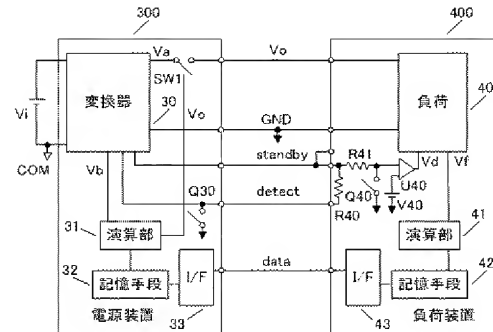 300
400
Va
Vo
SW1
変換器
30
Vo
Vi
GND
負荷
40
COM
Vb
standby
R41
Vd
Vf
U40
Q30
detect
Q40
V40
R40
31
演算部
演算部
41
32
記憶手段
I/F
data
I/F
記憶手段
42
電源装置
33
43
負荷装置